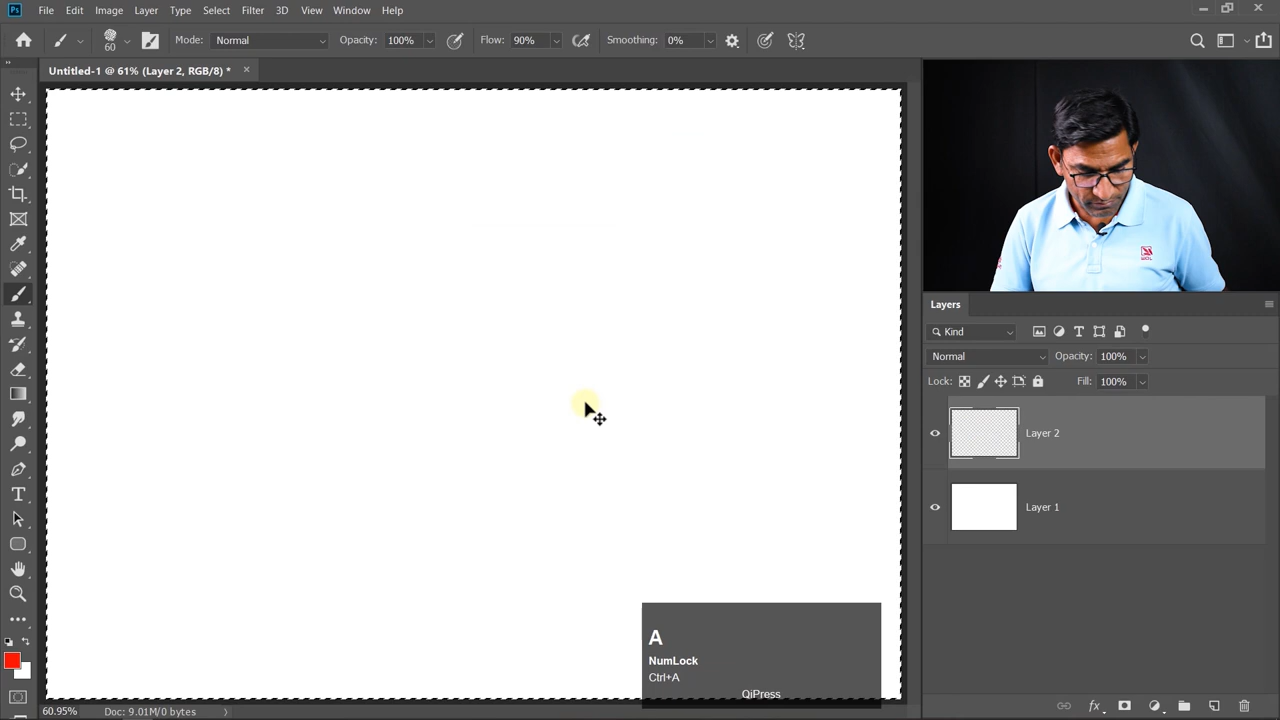 Ps File Edit Image Layer Type Select Filter 3D View Window Help
60 Mode: Normal Opacity: 100% Flow: 90% Smoothing: 0%
Untitled-1 @ 61% (Layer 2, RGB/8) *
Layers
Kind
Normal Opacity: 100%
Lock: Fill: 100%
Layer 2
Layer 1
A
NumLock
Ctrl+A
QiPress
60.95% Doc: 9.01M/0 bytes